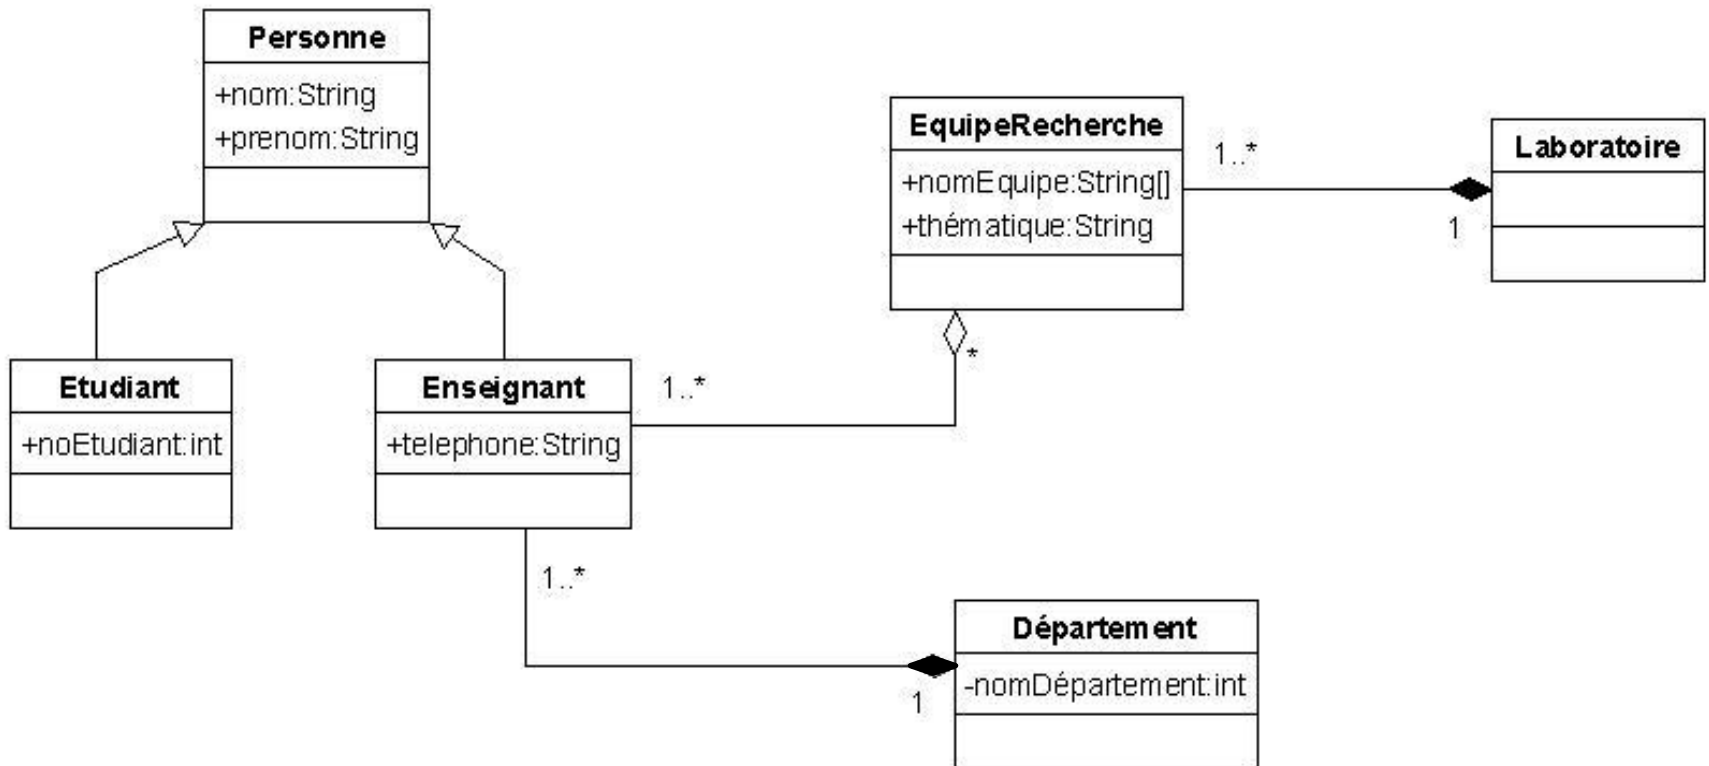 Personne
+nom:String
+prenom:String
EquipeRecherche
+nomEquipe:String[]
+thématique:String
1..*
1
Laboratoire
*
Etudiant
+noEtudiant:int
Enseignant
+telephone:String
1..*
1..*
1
Département
-nomDépartement:int